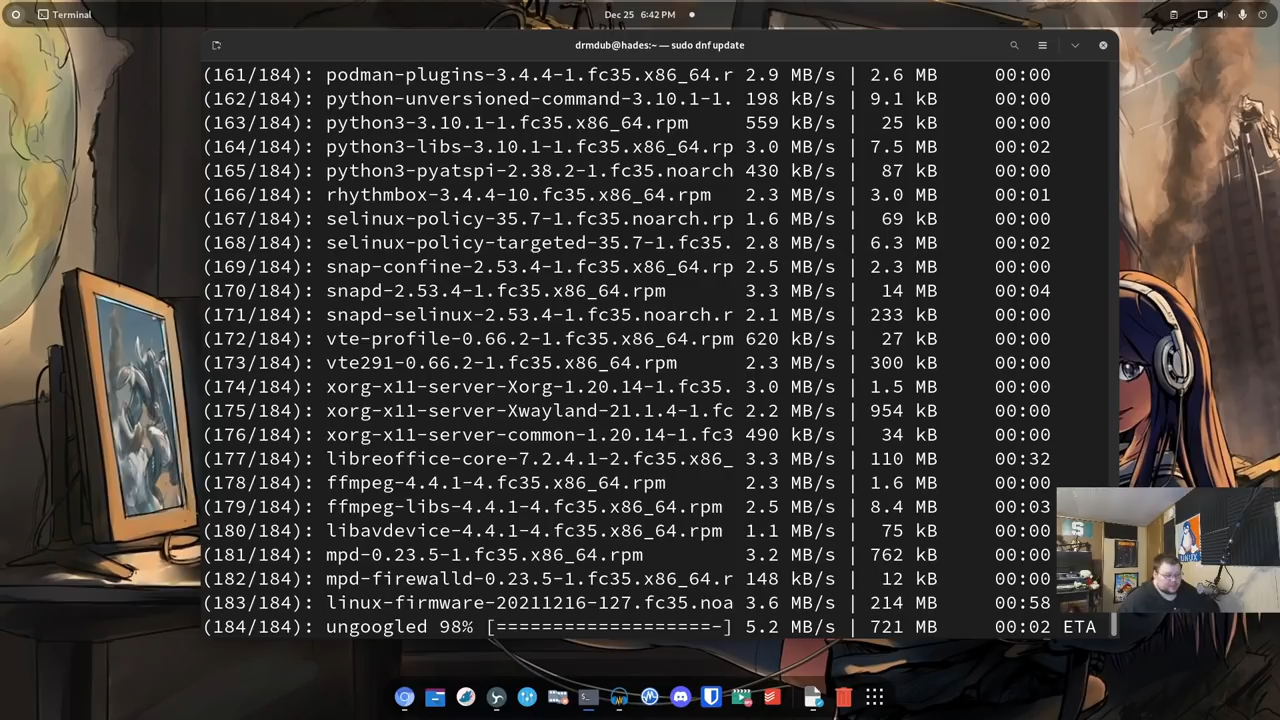 Terminal
Dec 25 6:42 PM
drmdub@hades:~ — sudo dnf update
(161/184): podman-plugins-3.4.4-1.fc35.x86_64.r 2.9 MB/s | 2.6 MB 00:00
(162/184): python-unversioned-command-3.10.1-1. 198 kB/s | 9.1 kB 00:00
(163/184): python3-3.10.1-1.fc35.x86_64.rpm 559 kB/s | 25 kB 00:00
(164/184): python3-libs-3.10.1-1.fc35.x86_64.rp 3.0 MB/s | 7.5 MB 00:02
(165/184): python3-pyatspi-2.38.2-1.fc35.noarch 430 kB/s | 87 kB 00:00
(166/184): rhythmbox-3.4.4-10.fc35.x86_64.rpm 2.3 MB/s | 3.0 MB 00:01
(167/184): selinux-policy-35.7-1.fc35.noarch.rp 1.6 MB/s | 69 kB 00:00
(168/184): selinux-policy-targeted-35.7-1.fc35. 2.8 MB/s | 6.3 MB 00:02
(169/184): snap-confine-2.53.4-1.fc35.x86_64.rp 2.5 MB/s | 2.3 MB 00:00
(170/184): snapd-2.53.4-1.fc35.x86_64.rpm 3.3 MB/s | 14 MB 00:04
(171/184): snapd-selinux-2.53.4-1.fc35.noarch.r 2.1 MB/s | 233 kB 00:00
(172/184): vte-profile-0.66.2-1.fc35.x86_64.rpm 620 kB/s | 27 kB 00:00
(173/184): vte291-0.66.2-1.fc35.x86_64.rpm 2.3 MB/s | 300 kB 00:00
(174/184): xorg-x11-server-Xorg-1.20.14-1.fc35. 3.0 MB/s | 1.5 MB 00:00
(175/184): xorg-x11-server-Xwayland-21.1.4-1.fc 2.2 MB/s | 954 kB 00:00
(176/184): xorg-x11-server-common-1.20.14-1.fc3 490 kB/s | 34 kB 00:00
(177/184): libreoffice-core-7.2.4.1-2.fc35.x86_ 3.3 MB/s | 110 MB 00:32
(178/184): ffmpeg-4.4.1-4.fc35.x86_64.rpm 2.3 MB/s | 1.6 MB 00:00
(179/184): ffmpeg-libs-4.4.1-4.fc35.x86_64.rpm 2.5 MB/s | 8.4 MB 00:03
(180/184): libavdevice-4.4.1-4.fc35.x86_64.rpm 1.1 MB/s | 75 kB 00:00
(181/184): mpd-0.23.5-1.fc35.x86_64.rpm 3.2 MB/s | 762 kB 00:00
(182/184): mpd-firewalld-0.23.5-1.fc35.x86_64.r 148 kB/s | 12 kB 00:00
(183/184): linux-firmware-20211216-127.fc35.noa 3.6 MB/s | 214 MB 00:58
(184/184): ungoogled 98% [===================-] 5.2 MB/s | 721 MB 00:02 ETA
LINUX